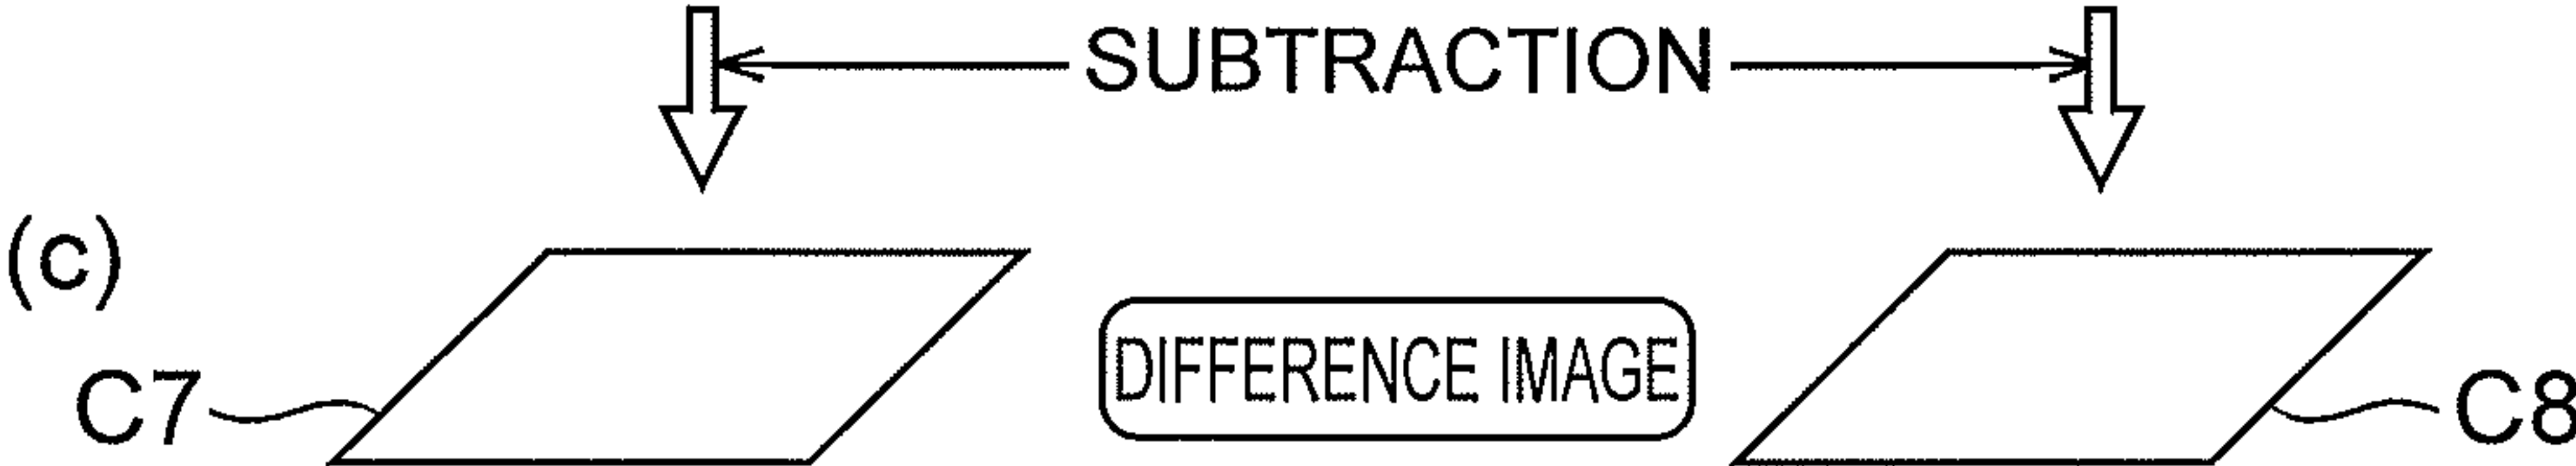 SUBTRACTION
(c)
DIFFERENCE IMAGE
C7
C8